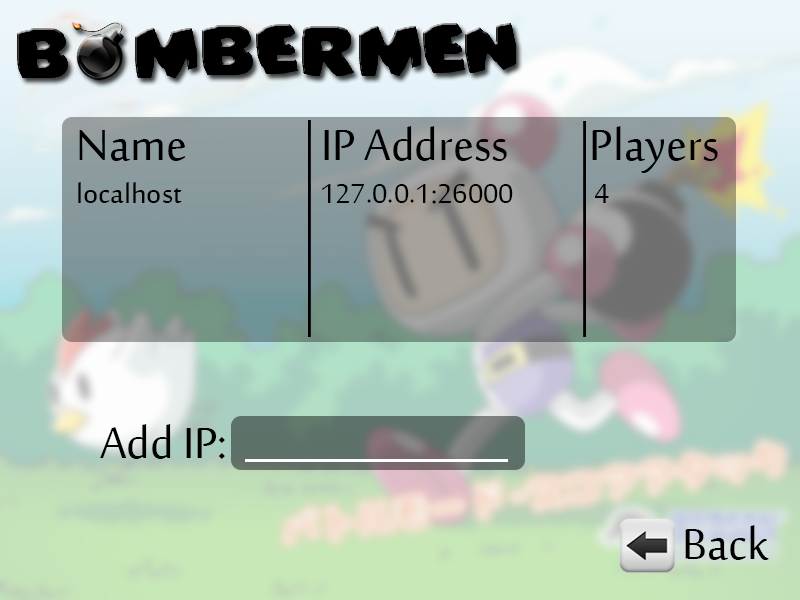 BOMBERMEN
Name IP Address Players
localhost 127.0.0.1:26000 4
Add IP:
Back